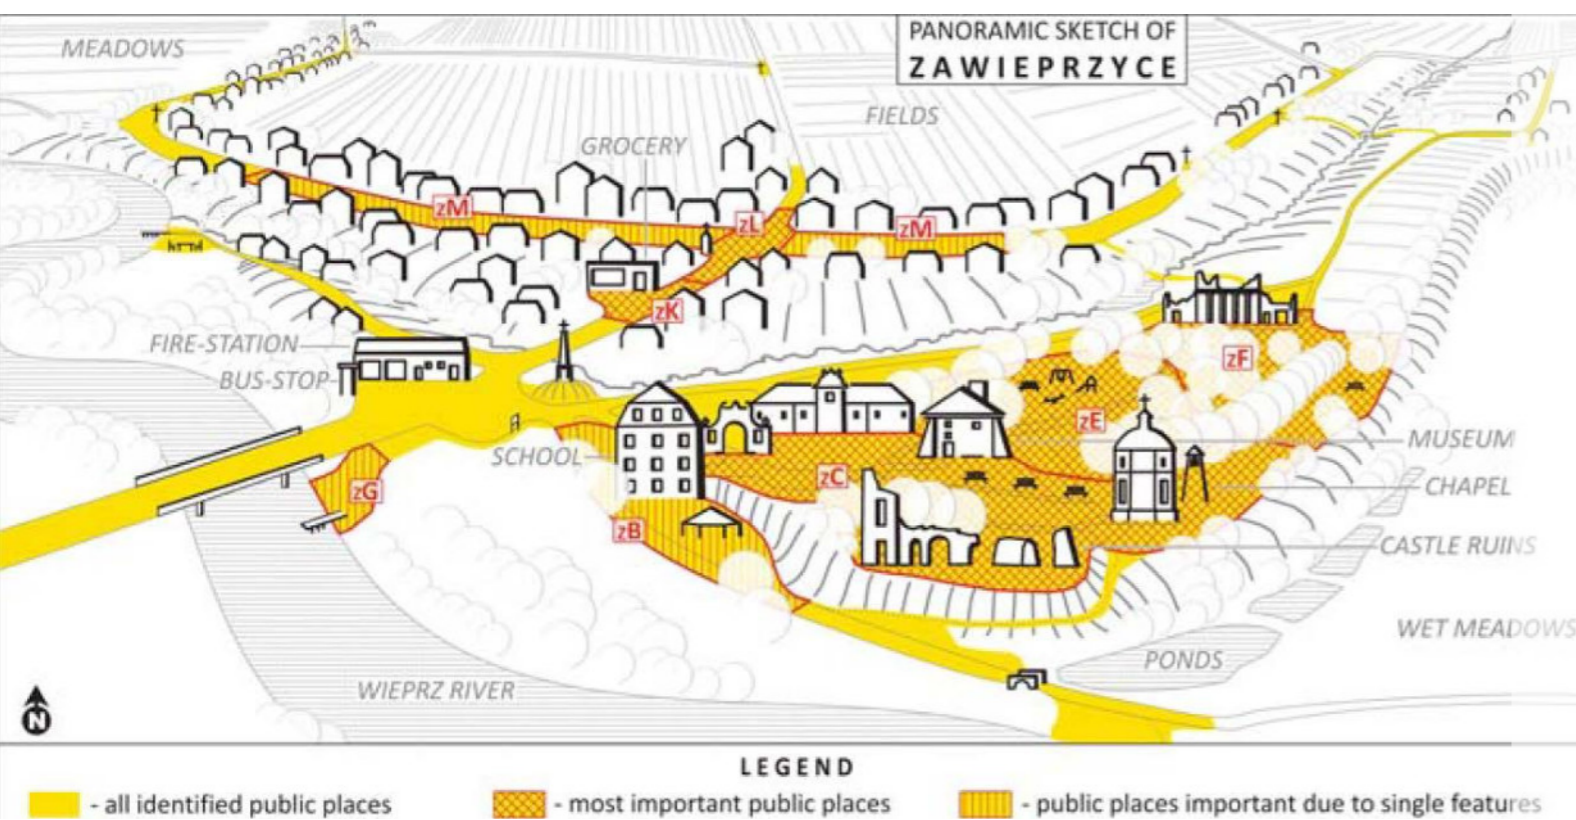 PANORAMIC SKETCH OF
ZAWIEPRZYCE
MEADOWS
FIELDS
GROCERY
zM
zL
zM
zK
FIRE-STATION
BUS-STOP
zF
zE
MUSEUM
SCHOOL
zC
zG
CHAPEL
zB
CASTLE RUINS
WET MEADOWS
PONDS
WIEPRZ RIVER
N
LEGEND
- all identified public places
- most important public places
- public places important due to single features